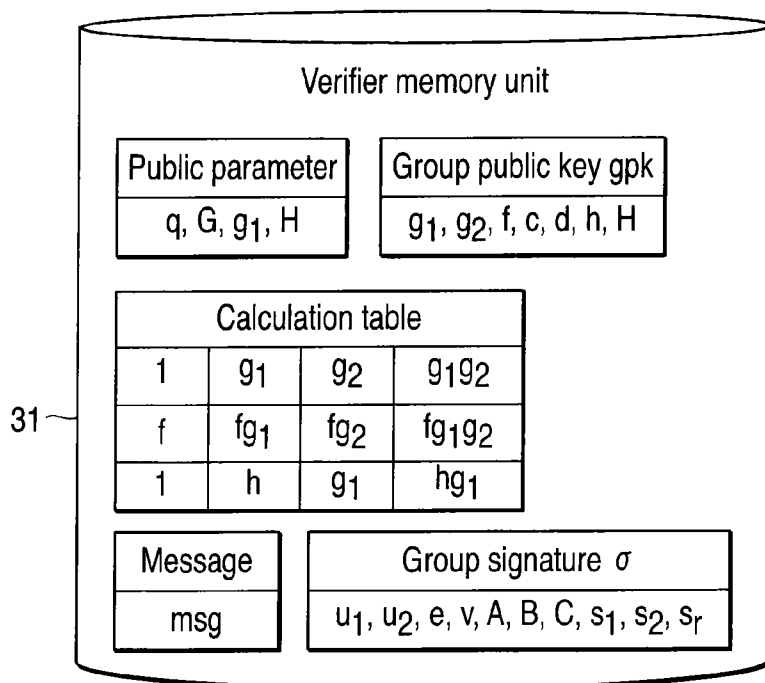 Verifier memory unit
Public parameter
q, G, g₁, H
Group public key gpk
g₁, g₂, f, c, d, h, H
Calculation table
1 g₁ g₂ g₁g₂
f fg₁ fg₂ fg₁g₂
1 h g₁ hg₁
31
Message
msg
Group signature σ
u₁, u₂, e, v, A, B, C, s₁, s₂, sᵣ